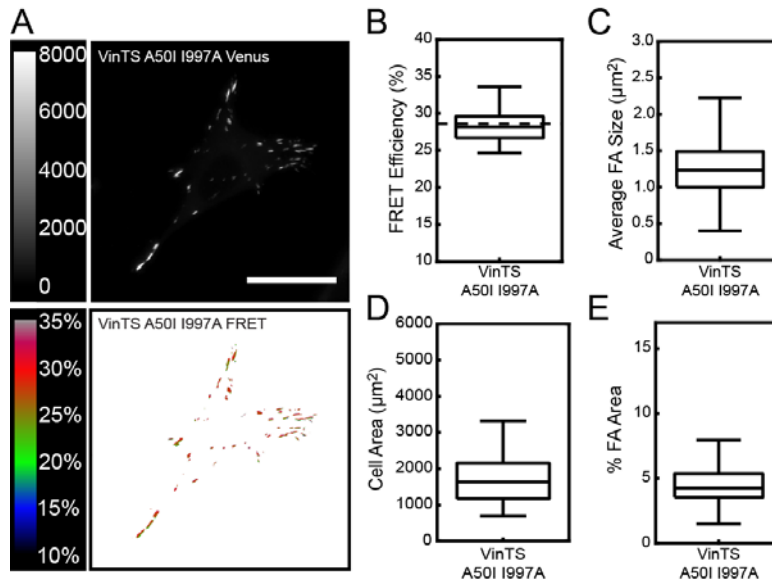 A
8000
6000
4000
2000
0
VinTS A50I I997A Venus
35%
30%
25%
20%
15%
10%
VinTS A50I I997A FRET
B
FRET Efficiency (%)
40
35
30
25
20
15
10
VinTS
A50I I997A
C
Average FA Size (µm²)
3.0
2.5
2.0
1.5
1.0
0.5
0
VinTS
A50I I997A
D
Cell Area (µm²)
6000
5000
4000
3000
2000
1000
0
VinTS
A50I I997A
E
% FA Area
15
10
5
0
VinTS
A50I I997A